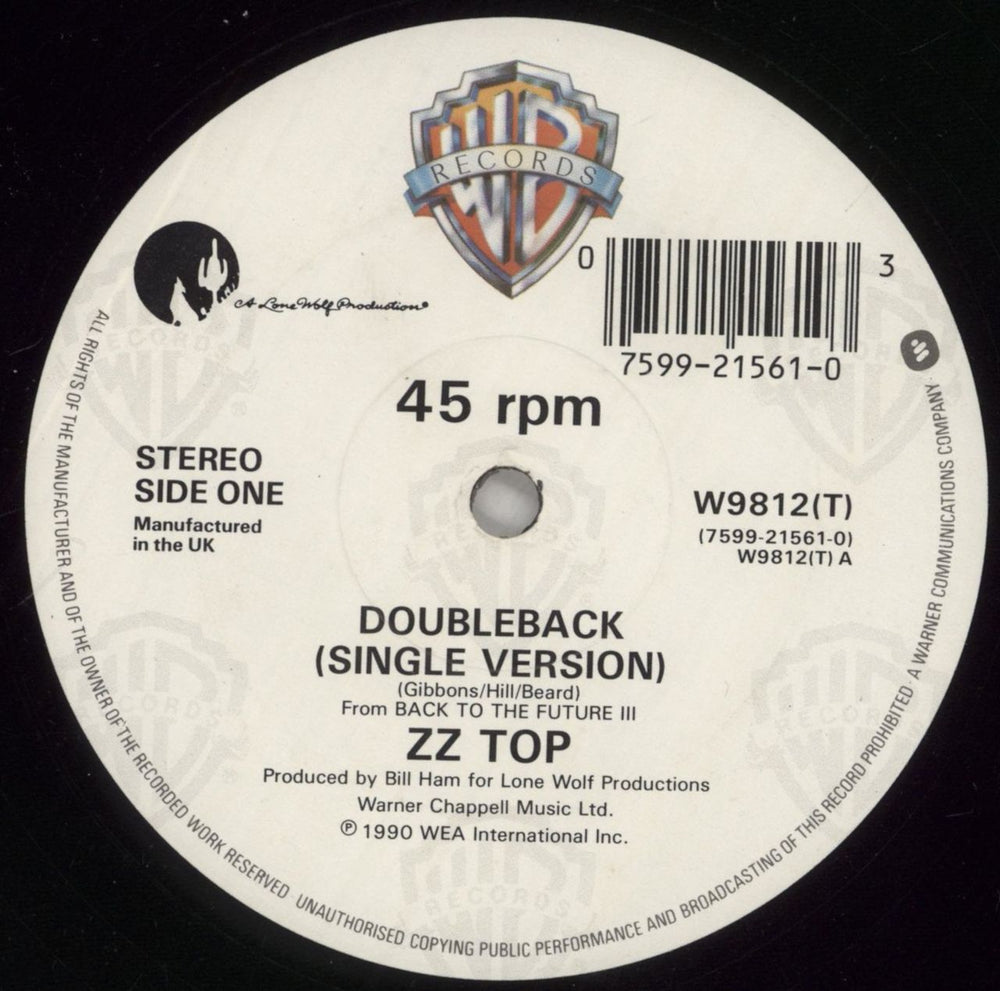 WB
RECORDS
A Lone Wolf Production
0 3
7599-21561-0
45 rpm
STEREO
SIDE ONE
Manufactured
in the UK
W9812(T)
(7599-21561-0)
W9812(T) A
DOUBLEBACK
(SINGLE VERSION)
(Gibbons/Hill/Beard)
From BACK TO THE FUTURE III
ZZ TOP
Produced by Bill Ham for Lone Wolf Productions
Warner Chappell Music Ltd.
℗ 1990 WEA International Inc.
ALL RIGHTS OF THE MANUFACTURER AND OF THE OWNER OF THE RECORDED WORK RESERVED · UNAUTHORISED COPYING PUBLIC PERFORMANCE AND BROADCASTING OF THIS RECORD PROHIBITED · A WARNER COMMUNICATIONS COMPANY